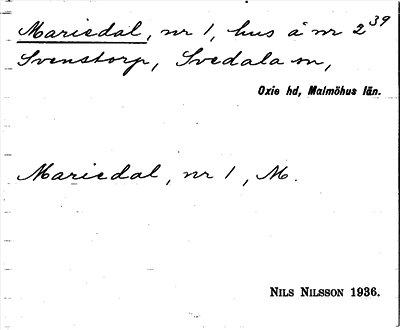 Mariedal, nr 1, hus å nr 2³⁹
Svenstorp, Svedala sn,
Oxie hd, Malmöhus län.
Mariedal, nr 1, M.
NILS NILSSON 1936.